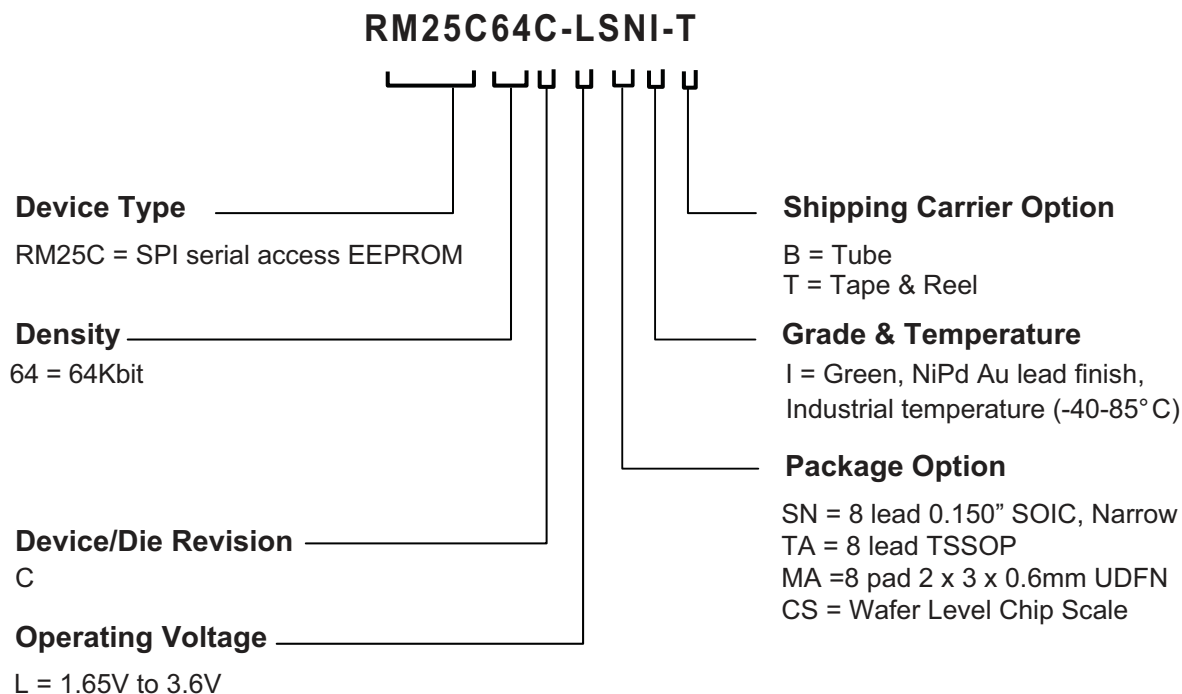 RM25C64C-LSNI-T
Device Type
RM25C = SPI serial access EEPROM
Density
64 = 64Kbit
Device/Die Revision
C
Operating Voltage
L = 1.65V to 3.6V
Shipping Carrier Option
B = Tube
T = Tape & Reel
Grade & Temperature
I = Green, NiPd Au lead finish,
Industrial temperature (-40-85°C)
Package Option
SN = 8 lead 0.150” SOIC, Narrow
TA = 8 lead TSSOP
MA =8 pad 2 x 3 x 0.6mm UDFN
CS = Wafer Level Chip Scale